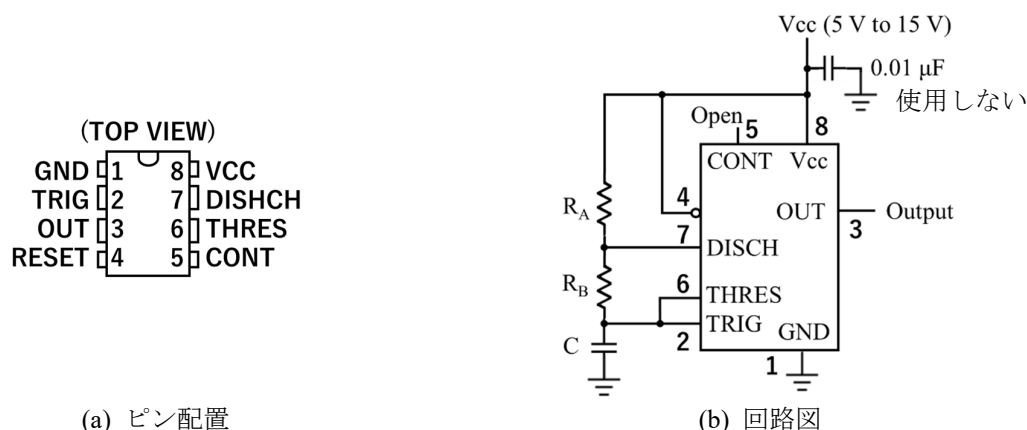 (TOP VIEW)
GND 1 8 VCC
TRIG 2 7 DISHCH
OUT 3 6 THRES
RESET 4 5 CONT
(a) ピン配置
Vcc (5 V to 15 V)
0.01 μF
使用しない
Open 5 8
CONT Vcc
4
RA
OUT Output
3
7 DISCH
RB
6 THRES
TRIG
2
GND
C
1
(b) 回路図